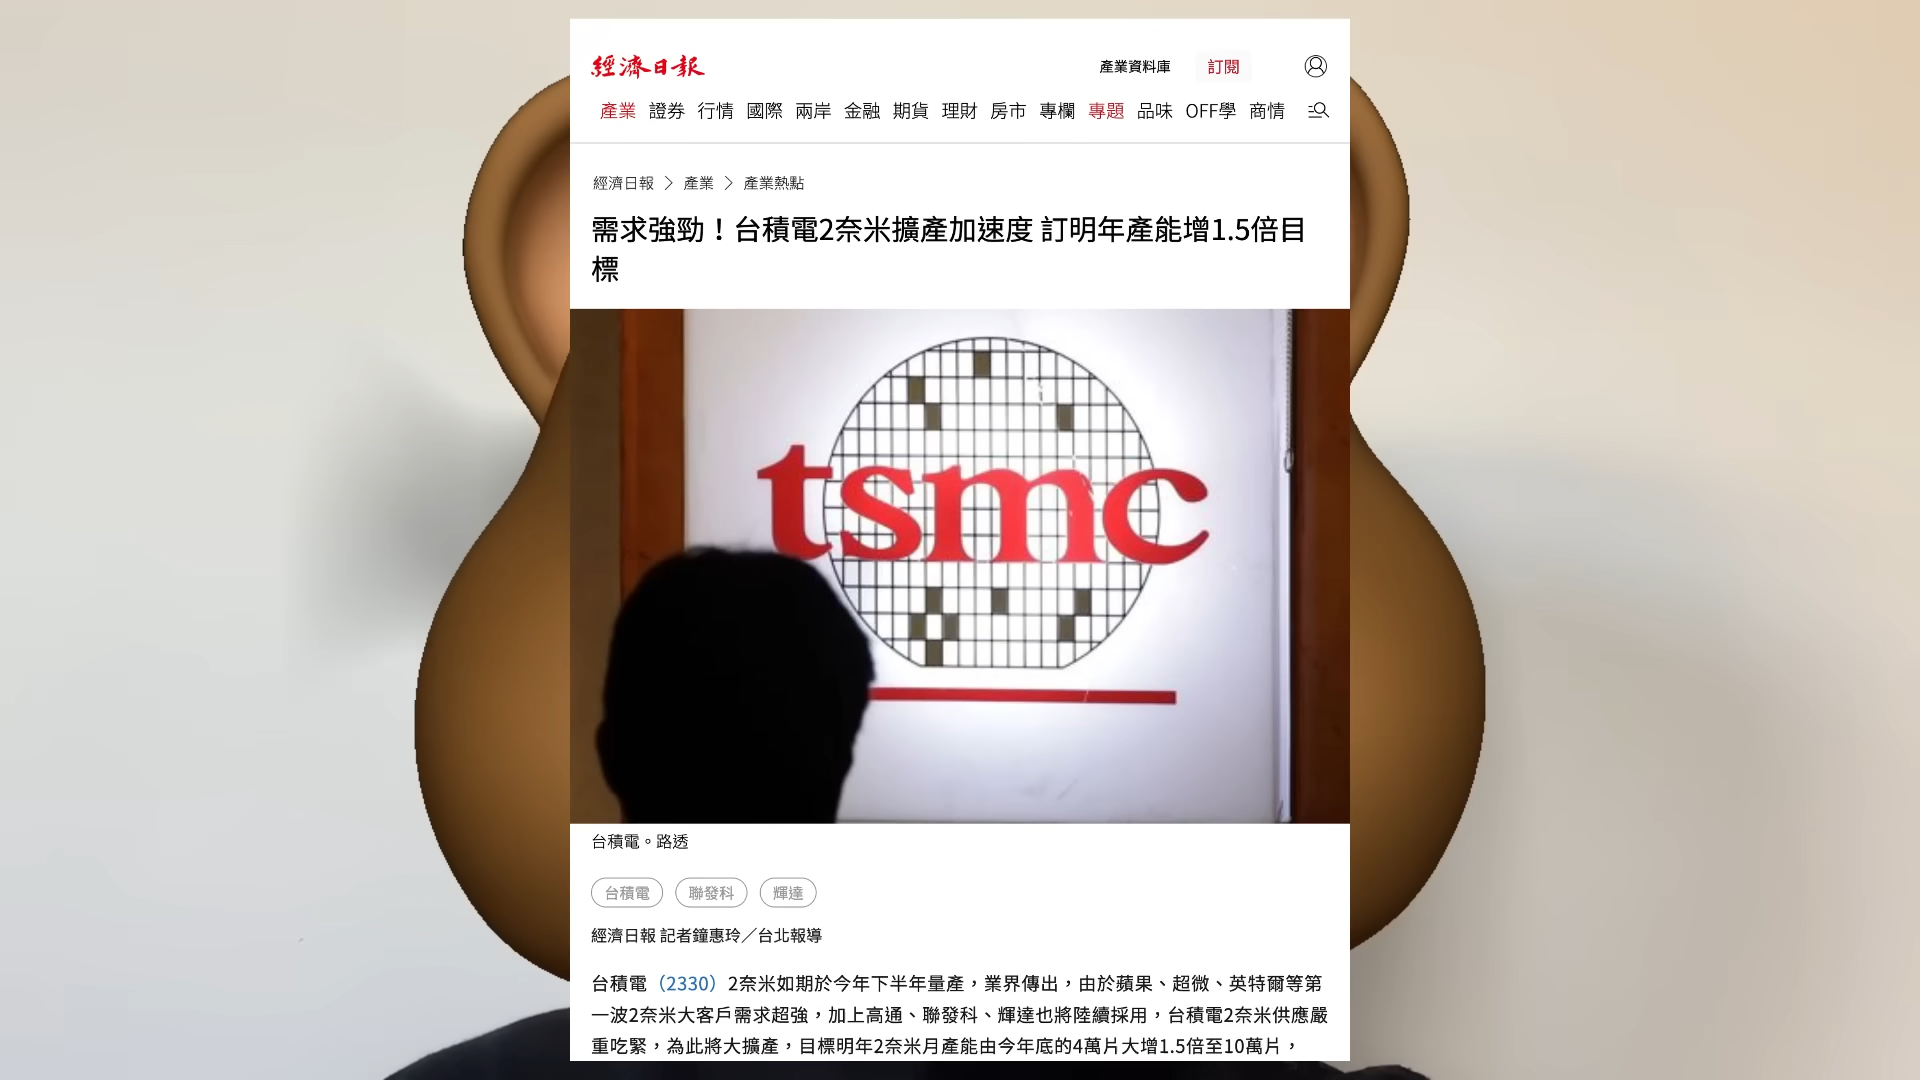 經濟日報
產業資料庫 訂閱
產業 證券 行情 國際 兩岸 金融 期貨 理財 房市 專欄 專題 品味 OFF學 商情
經濟日報 > 產業 > 產業熱點
需求強勁！台積電2奈米擴產加速度 訂明年產能增1.5倍目
標
tsmc
台積電。路透
台積電 聯發科 輝達
經濟日報 記者鐘惠玲／台北報導
台積電（2330）2奈米如期於今年下半年量產，業界傳出，由於蘋果、超微、英特爾等第
一波2奈米大客戶需求超強，加上高通、聯發科、輝達也將陸續採用，台積電2奈米供應嚴
重吃緊，為此將大擴產，目標明年2奈米月產能由今年底的4萬片大增1.5倍至10萬片，